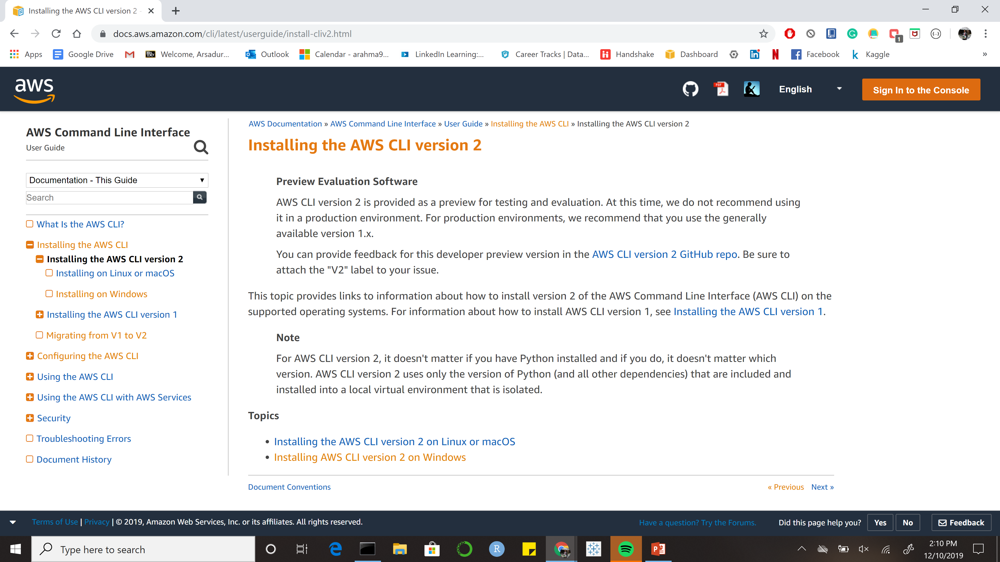 Installing the AWS CLI version 2 -
docs.aws.amazon.com/cli/latest/userguide/install-cliv2.html
1
Apps
Google Drive
Bb
Welcome, Arsadur...
Outlook
Calendar - arahma9...
LinkedIn Learning:...
Career Tracks | Data...
Handshake
Dashboard
in
N
Facebook
k
Kaggle
»
aws
PDF
English
Sign In to the Console
AWS Command Line Interface
User Guide
Documentation - This Guide
Search
What Is the AWS CLI?
Installing the AWS CLI
Installing the AWS CLI version 2
Installing on Linux or macOS
Installing on Windows
Installing the AWS CLI version 1
Migrating from V1 to V2
Configuring the AWS CLI
Using the AWS CLI
Using the AWS CLI with AWS Services
Security
Troubleshooting Errors
Document History
AWS Documentation » AWS Command Line Interface » User Guide » Installing the AWS CLI » Installing the AWS CLI version 2
Installing the AWS CLI version 2
Preview Evaluation Software
AWS CLI version 2 is provided as a preview for testing and evaluation. At this time, we do not recommend using
it in a production environment. For production environments, we recommend that you use the generally
available version 1.x.
You can provide feedback for this developer preview version in the AWS CLI version 2 GitHub repo. Be sure to
attach the "V2" label to your issue.
This topic provides links to information about how to install version 2 of the AWS Command Line Interface (AWS CLI) on the
supported operating systems. For information about how to install AWS CLI version 1, see Installing the AWS CLI version 1.
Note
For AWS CLI version 2, it doesn't matter if you have Python installed and if you do, it doesn't matter which
version. AWS CLI version 2 uses only the version of Python (and all other dependencies) that are included and
installed into a local virtual environment that is isolated.
Topics
• Installing the AWS CLI version 2 on Linux or macOS
• Installing AWS CLI version 2 on Windows
Document Conventions
« Previous Next »
Terms of Use | Privacy | © 2019, Amazon Web Services, Inc. or its affiliates. All rights reserved.
Have a question? Try the Forums.
Did this page help you?
Yes
No
Feedback
Type here to search
R
P
2:10 PM
12/10/2019